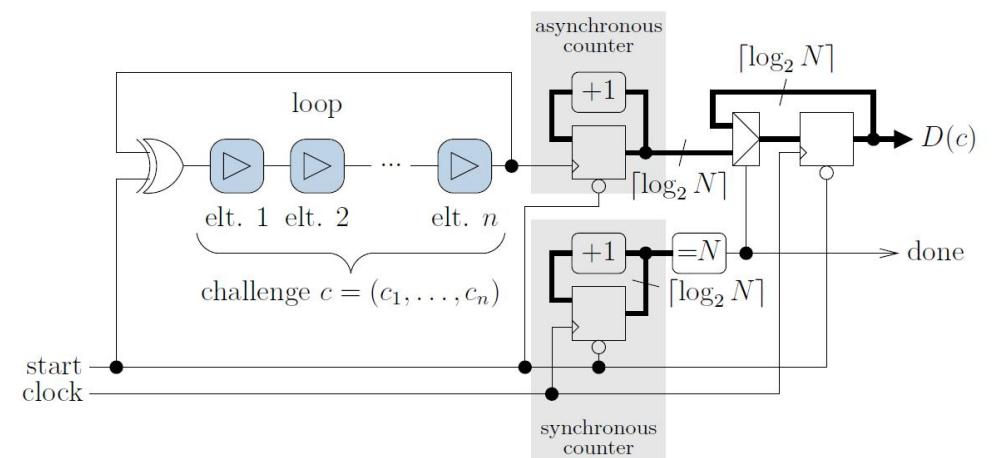 asynchronous
counter
⌈log₂ N⌉
loop
+1
D(c)
...
⌈log₂ N⌉
elt. 1 elt. 2 elt. n
+1
=N
done
challenge c = (c₁, . . . , cₙ)
⌈log₂ N⌉
start
clock
synchronous
counter